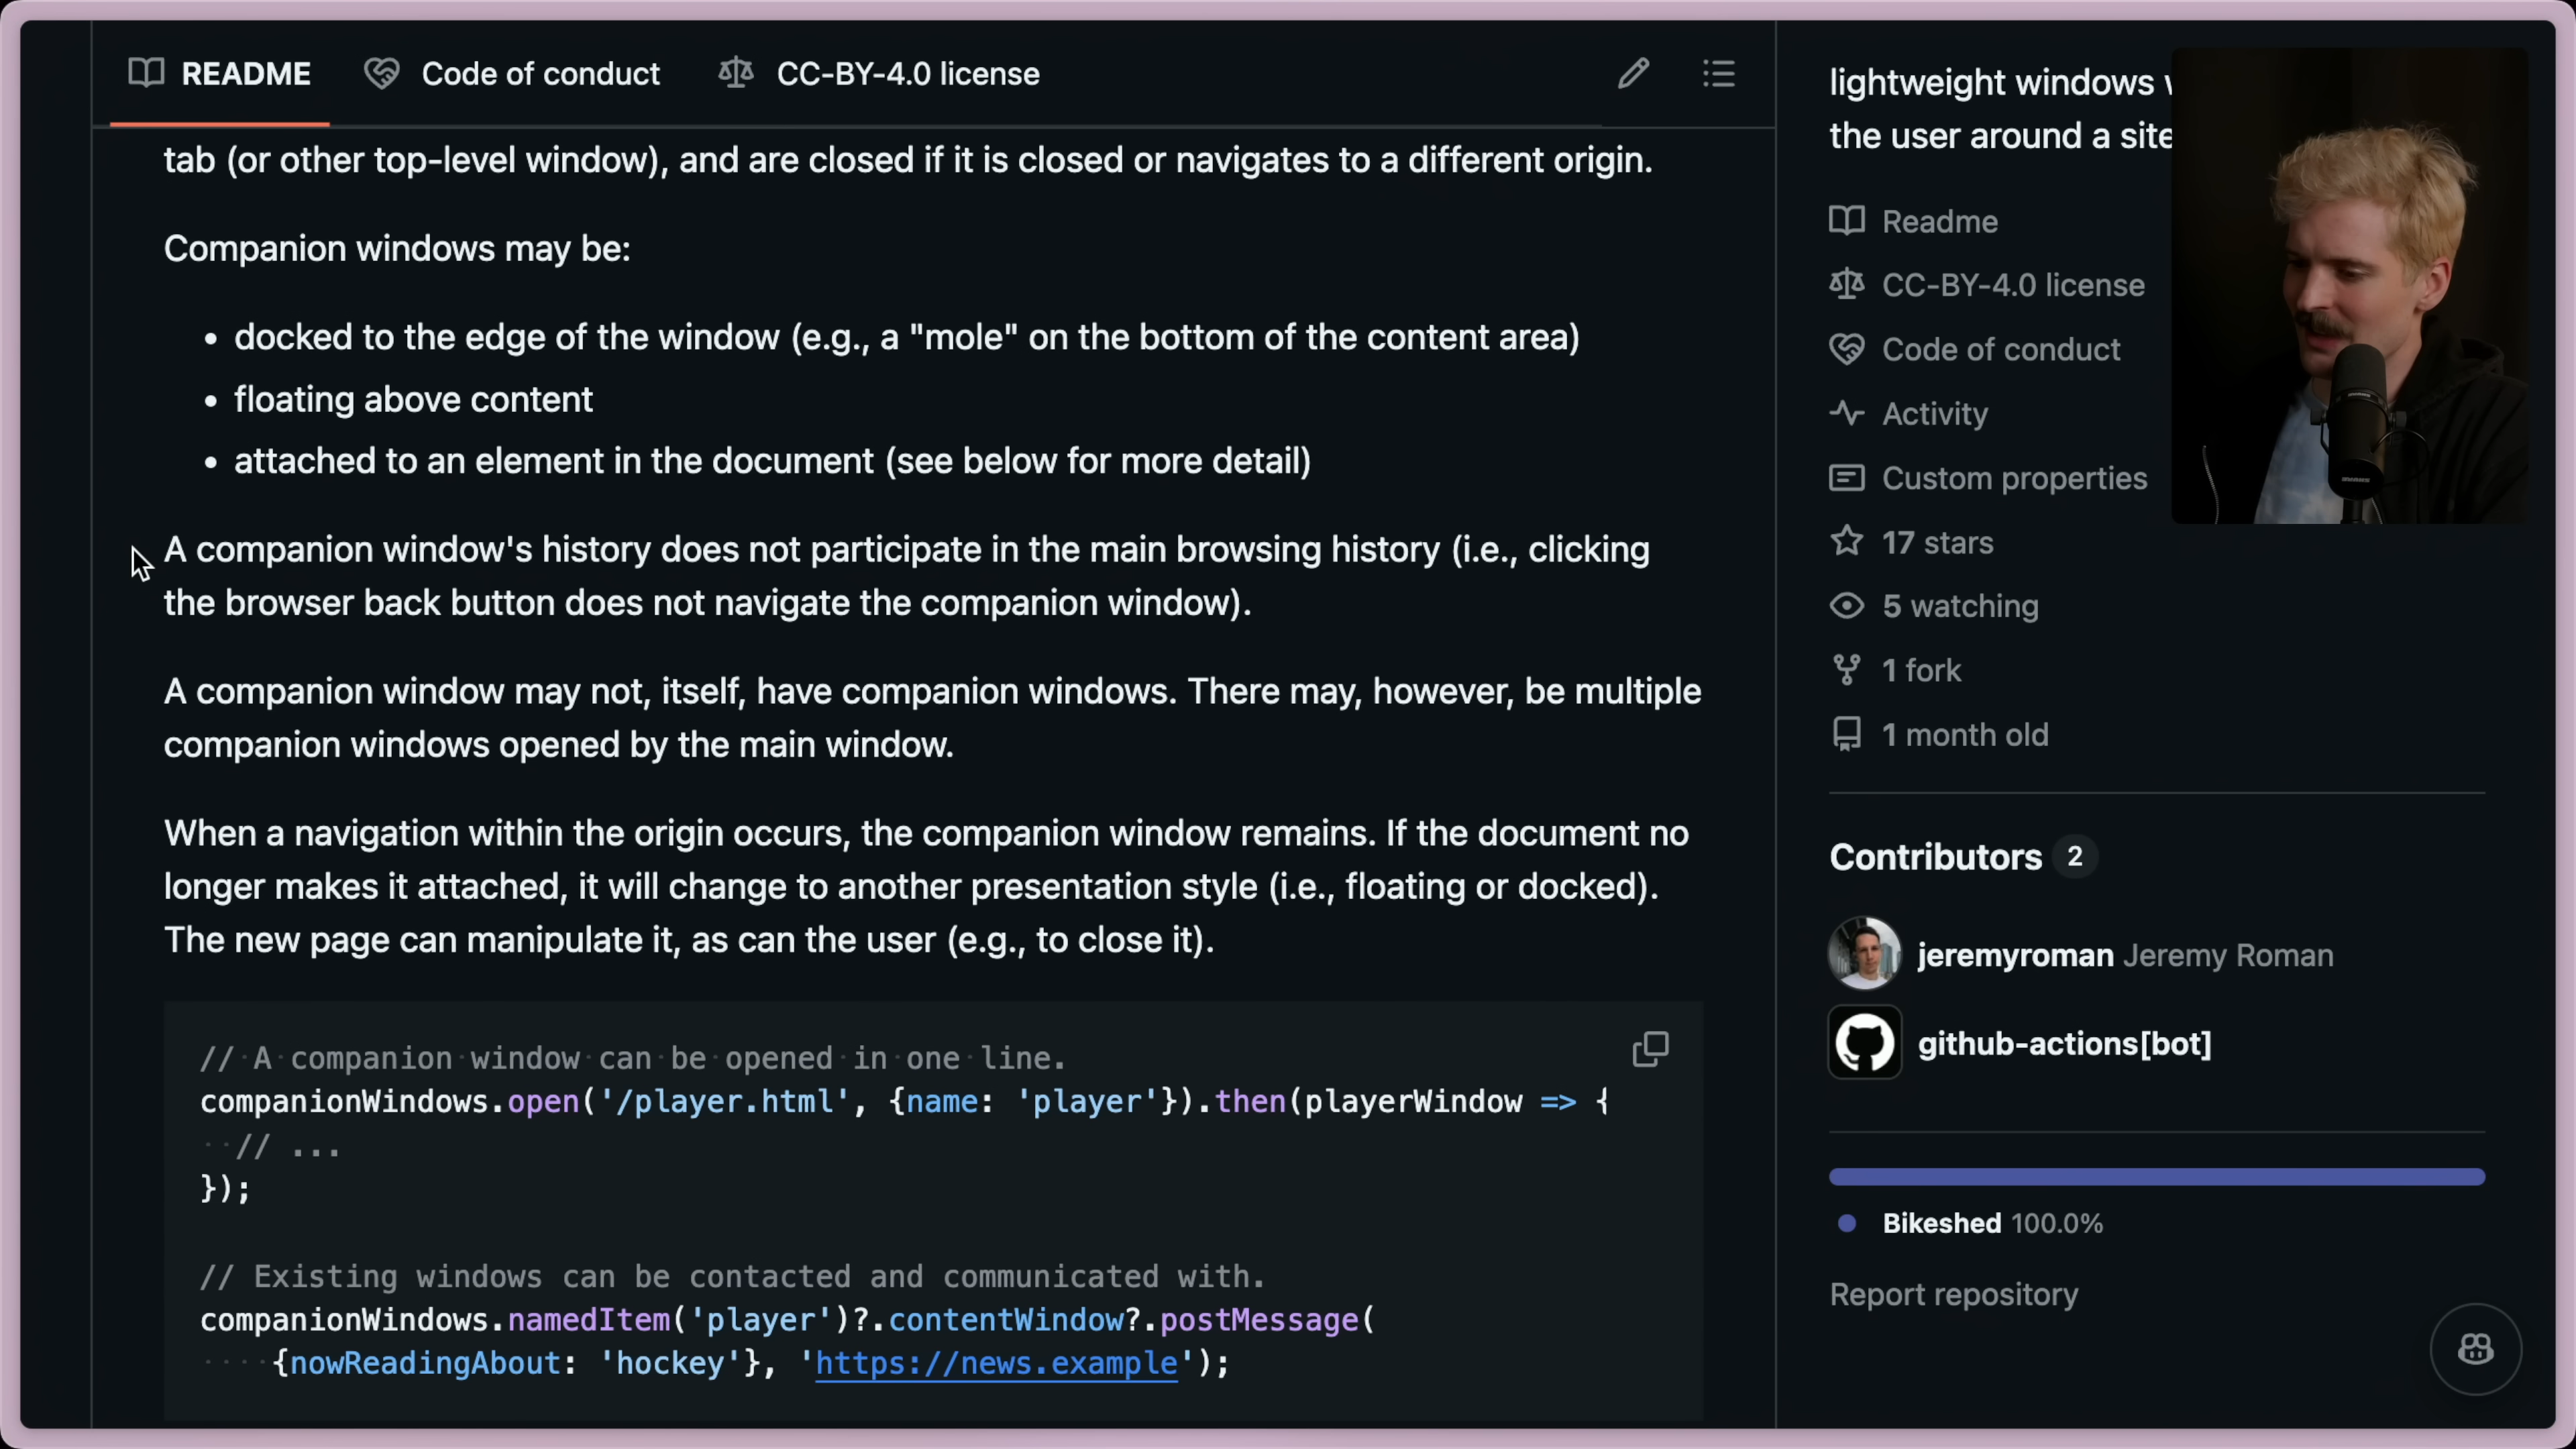 README
Code of conduct
CC-BY-4.0 license
tab (or other top-level window), and are closed if it is closed or navigates to a different origin.
Companion windows may be:
• docked to the edge of the window (e.g., a "mole" on the bottom of the content area)
• floating above content
• attached to an element in the document (see below for more detail)
A companion window's history does not participate in the main browsing history (i.e., clicking
the browser back button does not navigate the companion window).
A companion window may not, itself, have companion windows. There may, however, be multiple
companion windows opened by the main window.
When a navigation within the origin occurs, the companion window remains. If the document no
longer makes it attached, it will change to another presentation style (i.e., floating or docked).
The new page can manipulate it, as can the user (e.g., to close it).
// A companion window can be opened in one line.
companionWindows.open('/player.html', {name: 'player'}).then(playerWindow => {
// ...
});
// Existing windows can be contacted and communicated with.
companionWindows.namedItem('player')?.contentWindow?.postMessage(
{nowReadingAbout: 'hockey'}, 'https://news.example');
lightweight windows
the user around a site
Readme
CC-BY-4.0 license
Code of conduct
Activity
Custom properties
17 stars
5 watching
1 fork
1 month old
Contributors 2
jeremyroman Jeremy Roman
github-actions[bot]
Bikeshed 100.0%
Report repository